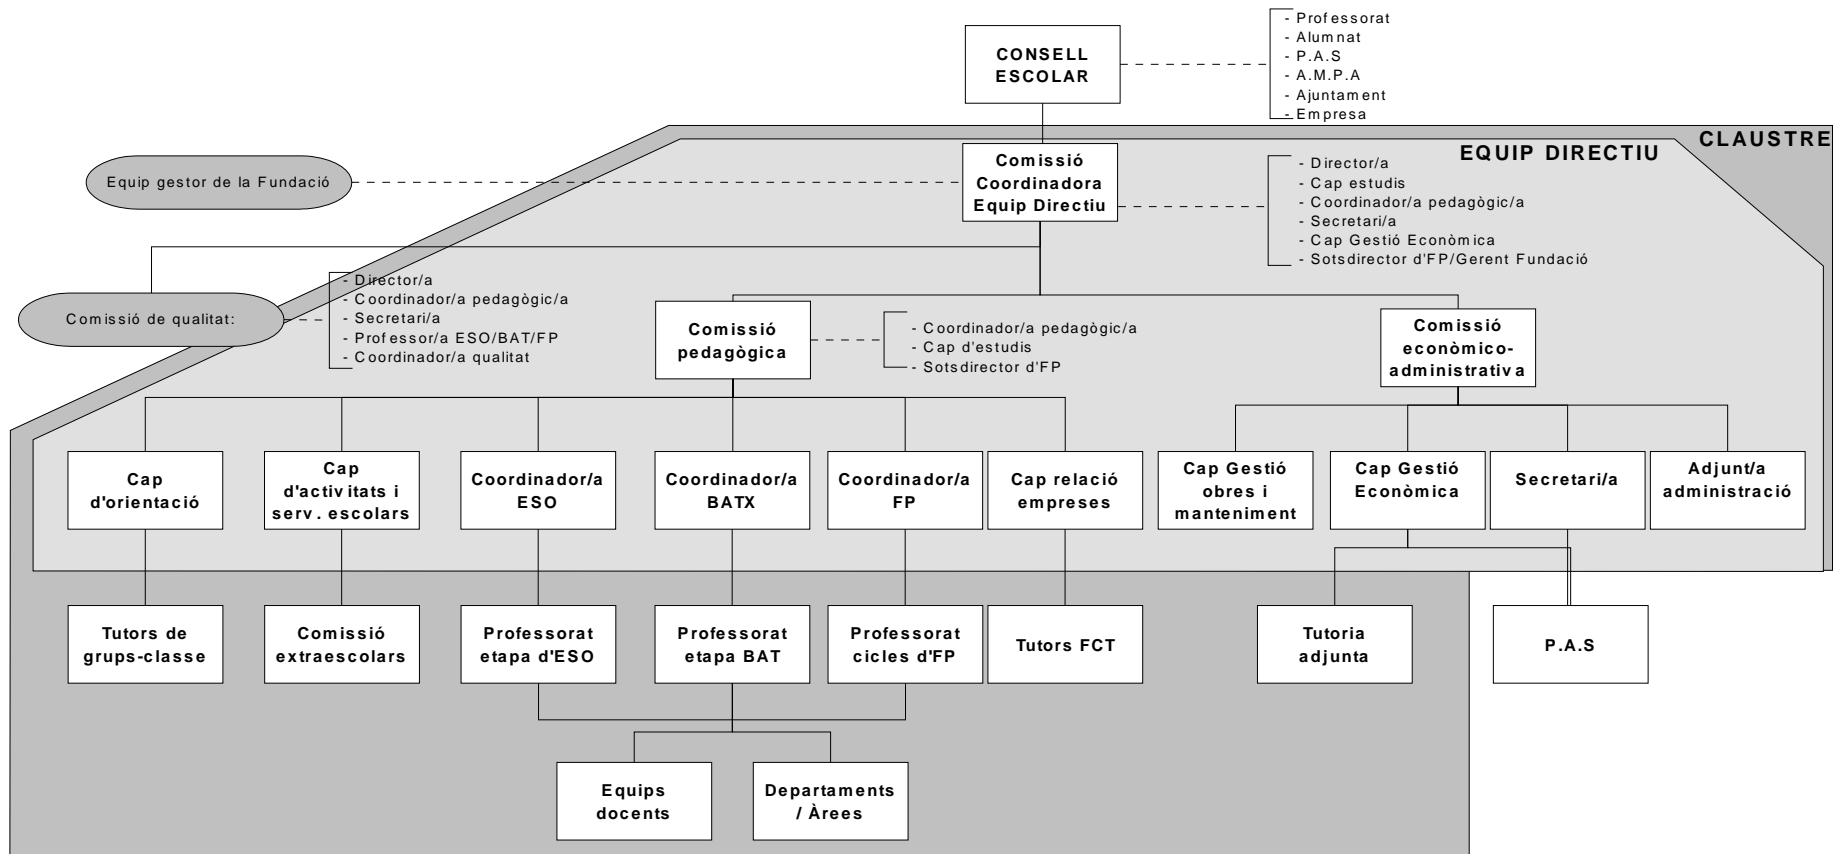 CONSELL
ESCOLAR
- Professorat
- Alumnat
- P.A.S
- A.M.P.A
- Ajuntament
- Empresa
CLAUSTRE
EQUIP DIRECTIU
Equip gestor de la Fundació
Comissió
Coordinadora
Equip Directiu
- Director/a
- Cap estudis
- Coordinador/a pedagògic/a
- Secretari/a
- Cap Gestió Econòmica
- Sotsdirector d'FP/Gerent Fundació
Comissió de qualitat:
- Director/a
- Coordinador/a pedagògic/a
- Secretari/a
- Professor/a ESO/BAT/FP
- Coordinador/a qualitat
Comissió
pedagògica
- Coordinador/a pedagògic/a
- Cap d'estudis
- Sotsdirector d'FP
Comissió
econòmico-
administrativa
Cap
d'orientació
Cap
d'activitats i
serv. escolars
Coordinador/a
ESO
Coordinador/a
BATX
Coordinador/a
FP
Cap relació
empreses
Cap Gestió
obres i
manteniment
Cap Gestió
Econòmica
Secretari/a
Adjunt/a
administració
Tutors de
grups-classe
Comissió
extraescolars
Professorat
etapa d'ESO
Professorat
etapa BAT
Professorat
cicles d'FP
Tutors FCT
Tutoria
adjunta
P.A.S
Equips
docents
Departaments
/ Àrees